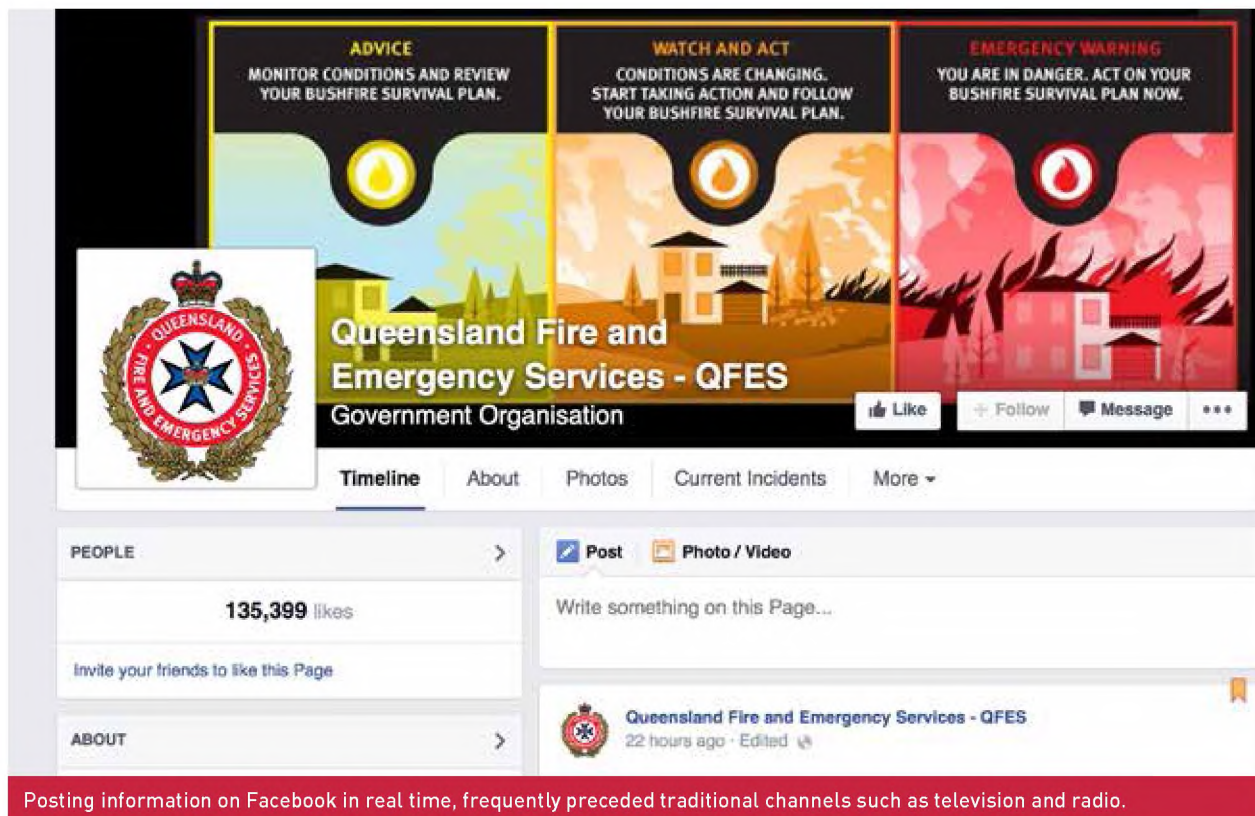 ADVICE
MONITOR CONDITIONS AND REVIEW
YOUR BUSHFIRE SURVIVAL PLAN.
WATCH AND ACT
CONDITIONS ARE CHANGING.
START TAKING ACTION AND FOLLOW
YOUR BUSHFIRE SURVIVAL PLAN.
EMERGENCY WARNING
YOU ARE IN DANGER. ACT ON YOUR
BUSHFIRE SURVIVAL PLAN NOW.
QUEENSLAND
FIRE AND EMERGENCY SERVICES
Queensland Fire and
Emergency Services - QFES
Government Organisation
Like
+ Follow
Message
Timeline
About
Photos
Current Incidents
More
PEOPLE
135,399 likes
Invite your friends to like this Page
ABOUT
Post
Photo / Video
Write something on this Page...
Queensland Fire and Emergency Services - QFES
22 hours ago · Edited
Posting information on Facebook in real time, frequently preceded traditional channels such as television and radio.